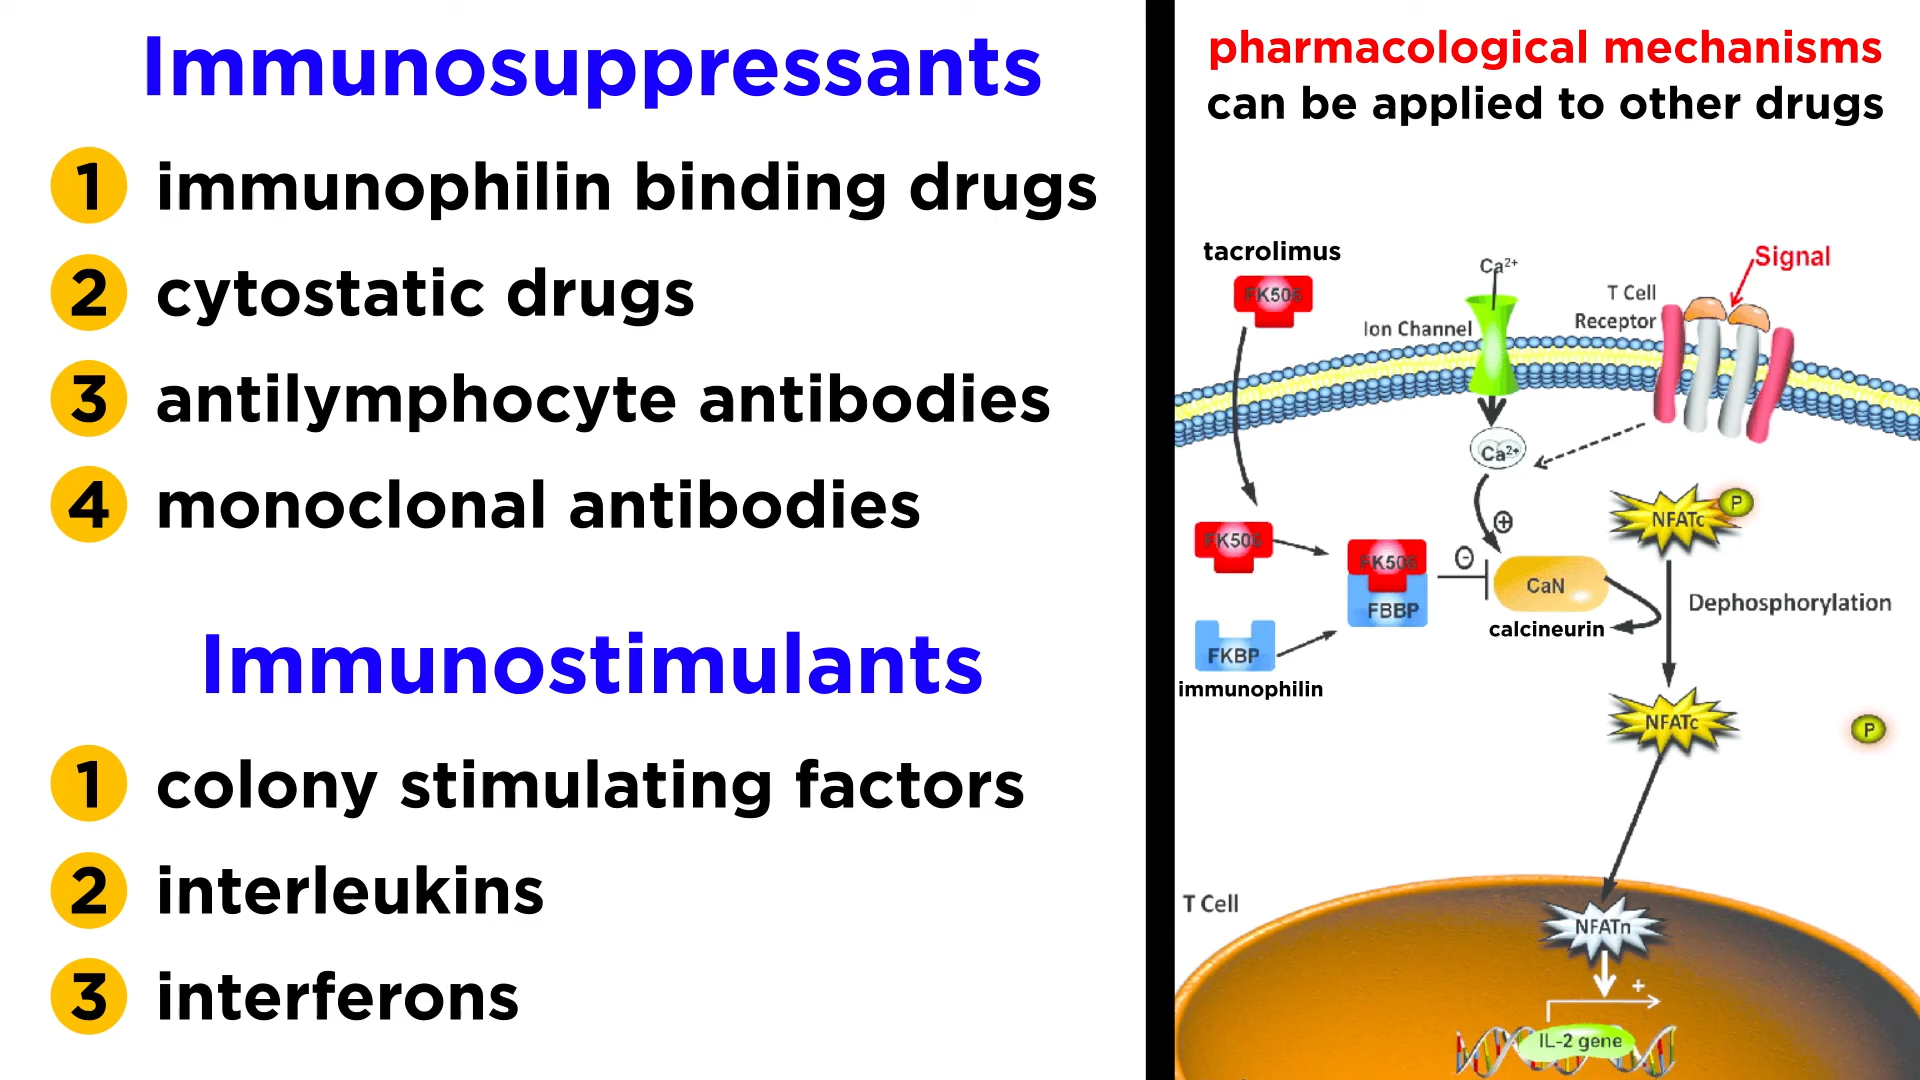 Immunosuppressants
1 immunophilin binding drugs
2 cytostatic drugs
3 antilymphocyte antibodies
4 monoclonal antibodies
Immunostimulants
1 colony stimulating factors
2 interleukins
3 interferons
pharmacological mechanisms
can be applied to other drugs
tacrolimus
FK506
Ca²⁺
Signal
T Cell
Receptor
Ion Channel
Ca²⁺
NFATc
P
+
FK506
FK506
-
CaN
FBBP
Dephosphorylation
calcineurin
FKBP
immunophilin
NFATc
P
T Cell
NFATn
+
IL-2 gene